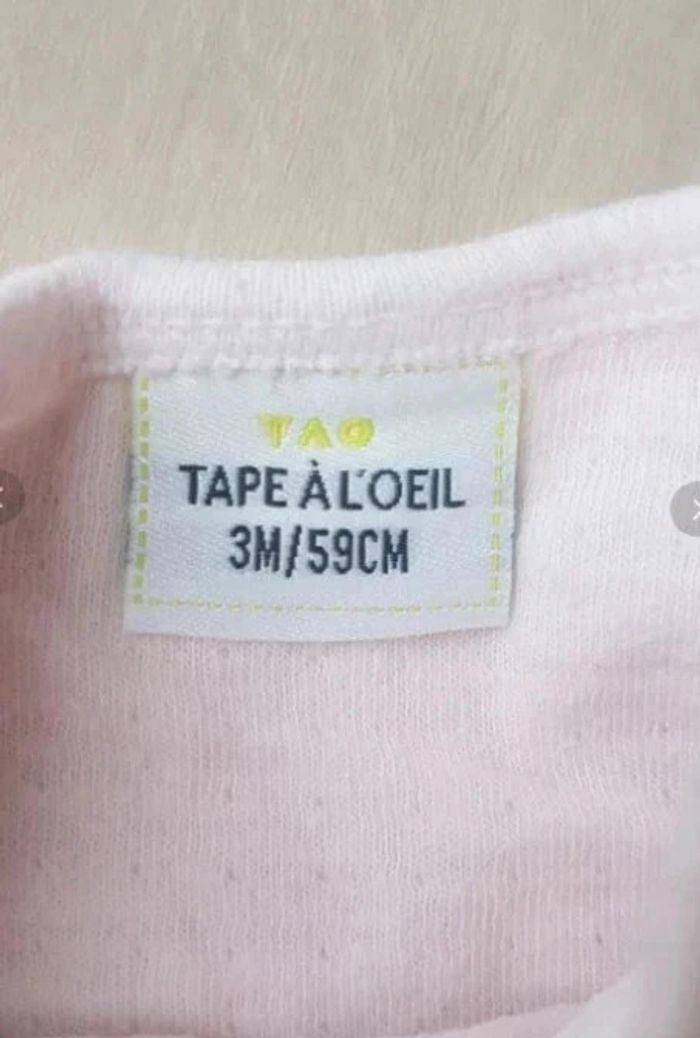 TAO
TAPE À L'OEIL
3M/59CM